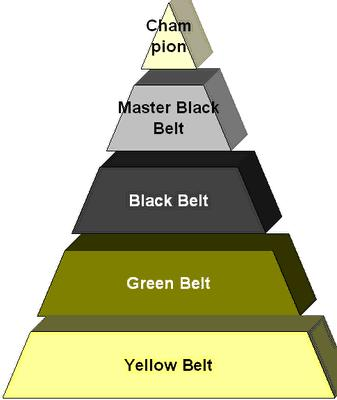 Cham
pion
Master Black
Belt
Black Belt
Green Belt
Yellow Belt